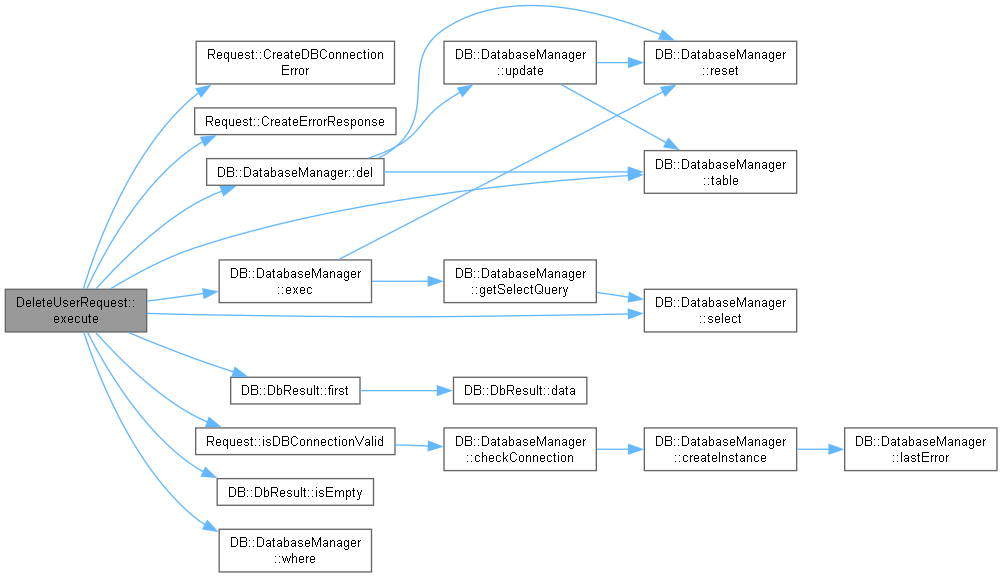 Request::CreateDBConnection
Error
Request::CreateErrorResponse
DB::DatabaseManager::del
DB::DatabaseManager
::update
DB::DatabaseManager
::reset
DB::DatabaseManager
::table
DeleteUserRequest::
execute
DB::DatabaseManager
::exec
DB::DatabaseManager
::getSelectQuery
DB::DatabaseManager
::select
DB::DbResult::first
DB::DbResult::data
Request::isDBConnectionValid
DB::DatabaseManager
::checkConnection
DB::DatabaseManager
::createInstance
DB::DatabaseManager
::lastError
DB::DbResult::isEmpty
DB::DatabaseManager
::where